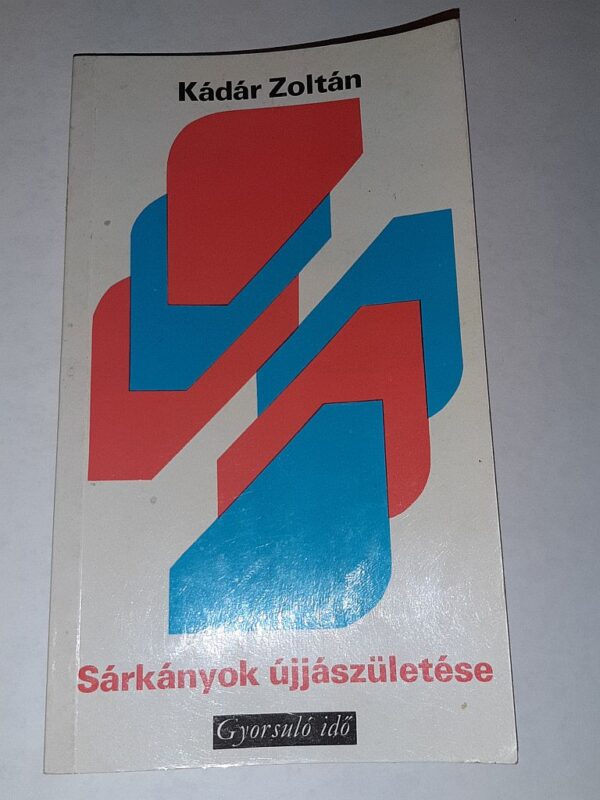 Kádár Zoltán
Sárkányok újjászületése
Gyorsuló idő